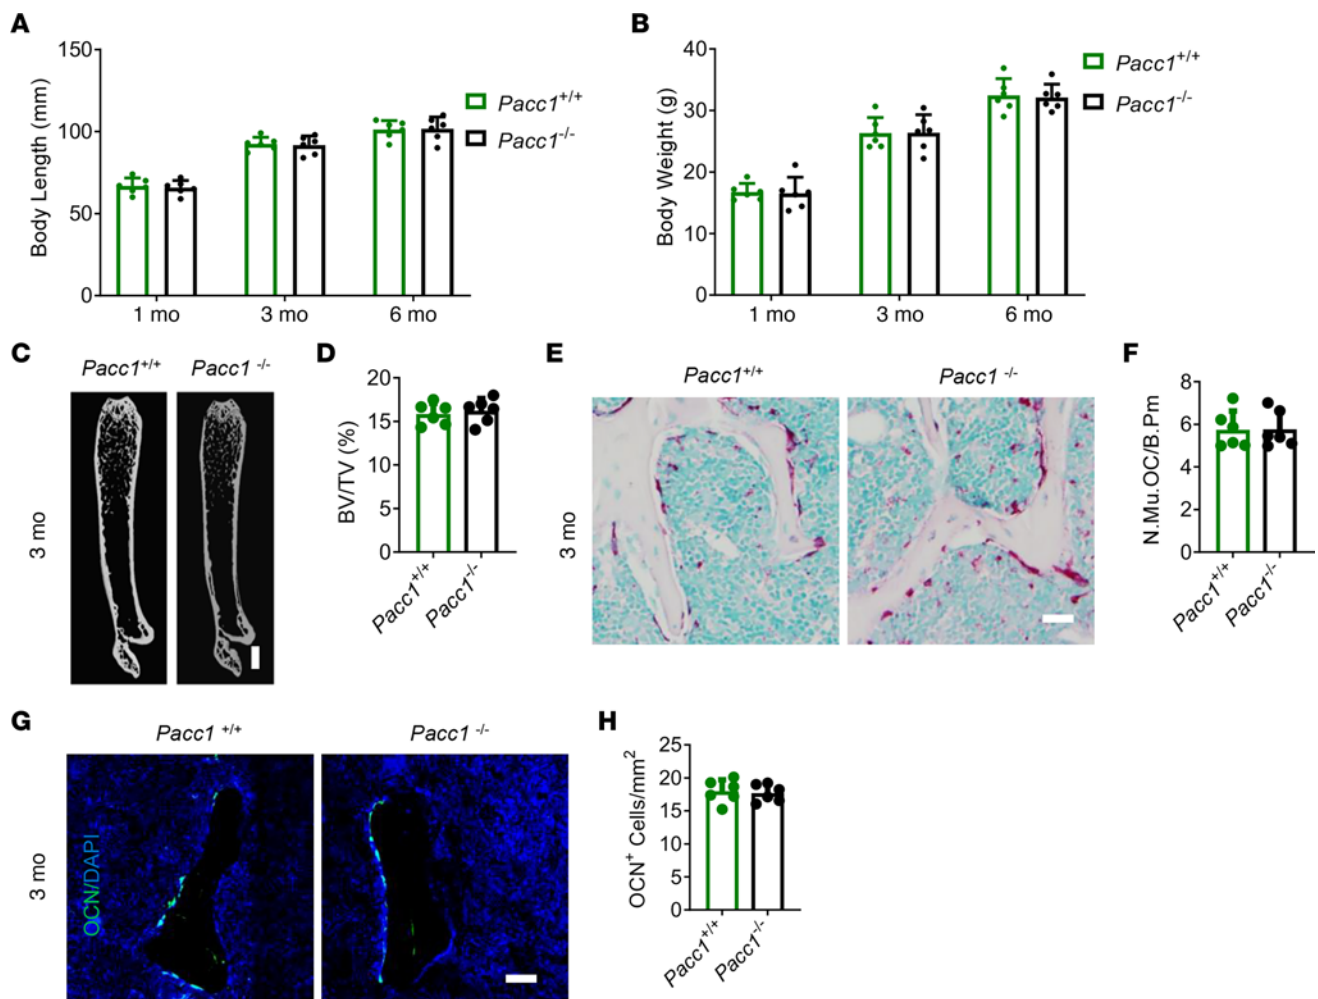 A
Body Length (mm)
150
100
50
0
1 mo
3 mo
6 mo
Pacc1+/+
Pacc1-/-
B
Body Weight (g)
40
30
20
10
0
1 mo
3 mo
6 mo
Pacc1+/+
Pacc1-/-
C
Pacc1+/+
Pacc1 -/-
3 mo
D
BV/TV (%)
20
15
10
5
0
Pacc1+/+
Pacc1-/-
E
Pacc1+/+
Pacc1 -/-
3 mo
F
N.Mu.OC/B.Pm
8
6
4
2
0
Pacc1+/+
Pacc1-/-
G
Pacc1 +/+
Pacc1 -/-
3 mo
OCN/DAPI
H
OCN+ Cells/mm2
25
20
15
10
5
0
Pacc1+/+
Pacc1-/-